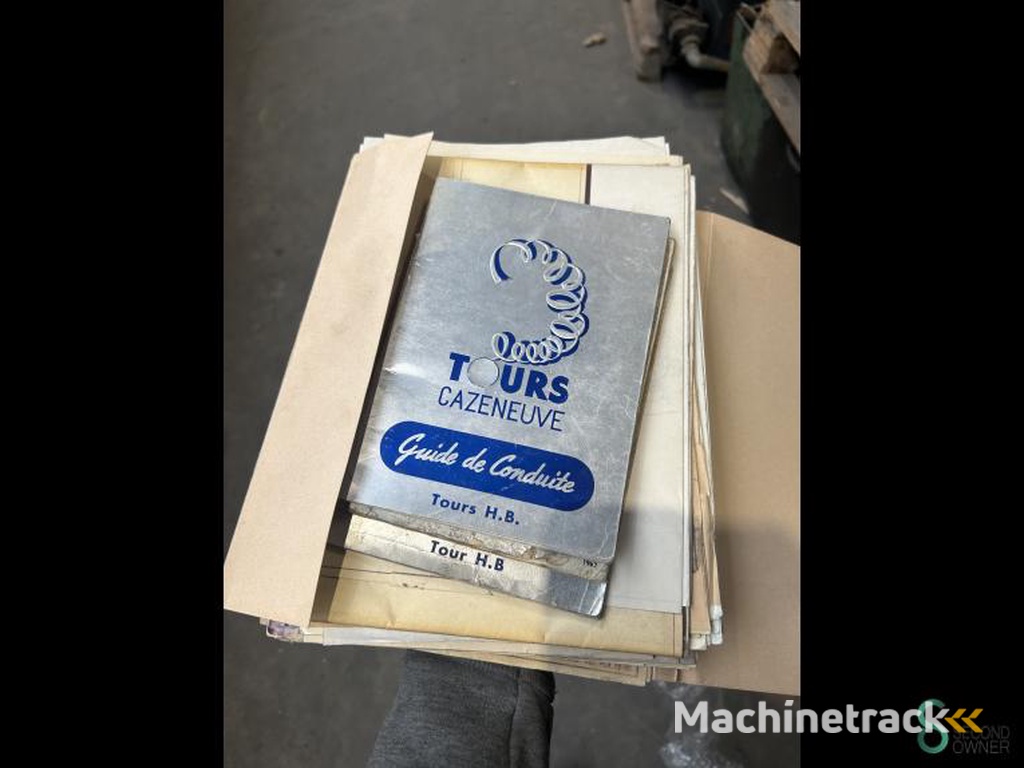 TOURS
CAZENEUVE
Guide de Conduite
Tours H.B.
Tour H.B
Machinetrack
SECOND
OWNER